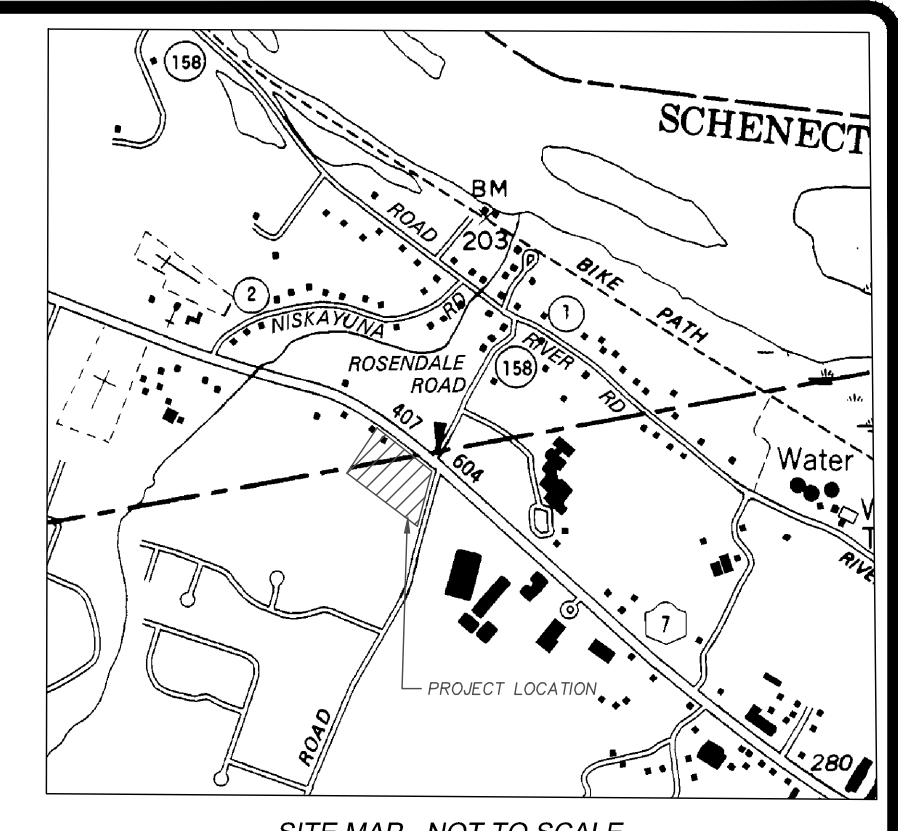 158
SCHENECT
BM
ROAD
203
BIKE
PATH
2
1
NISKAYUNA
RD
RIVER
RD
ROSENDALE
ROAD
158
407
604
Water
RIVE
7
PROJECT LOCATION
ROAD
280
SITE MAP - NOT TO SCALE